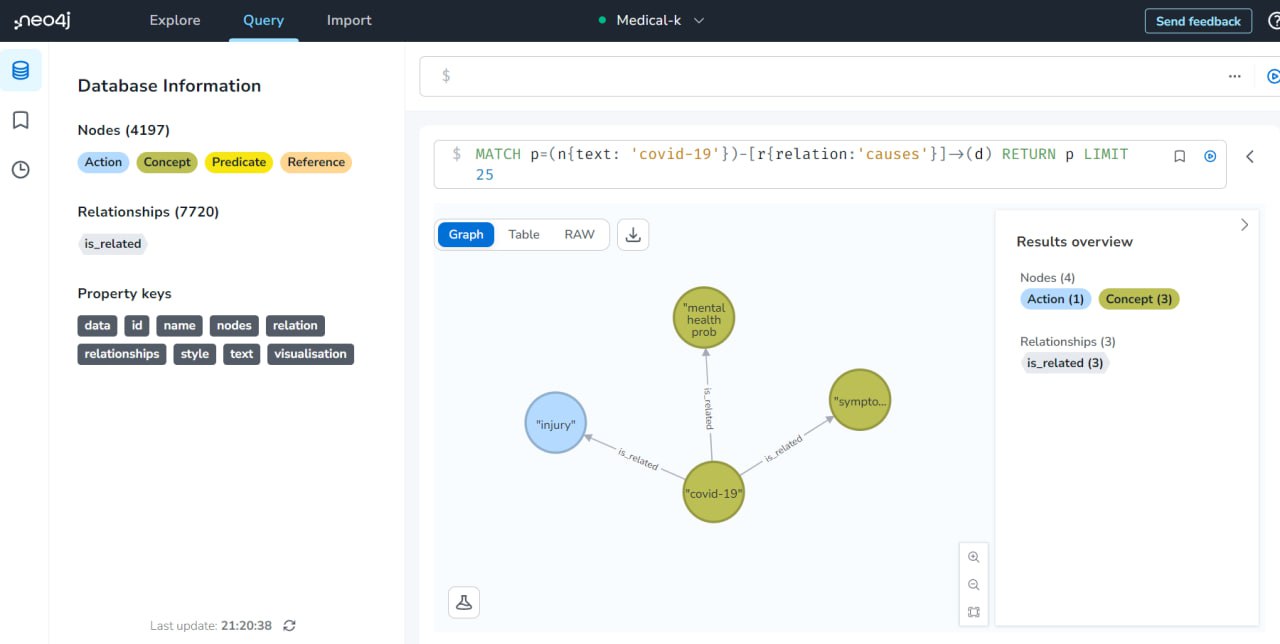 :neo4j
Explore
Query
Import
Medical-k
Send feedback
?
Database Information
Nodes (4197)
Action
Concept
Predicate
Reference
Relationships (7720)
is_related
Property keys
data
id
name
nodes
relation
relationships
style
text
visualisation
Last update: 21:20:38
$
...
$ MATCH p=(n{text: 'covid-19'})-[r{relation:'causes'}]→(d) RETURN p LIMIT
25
Graph
Table
RAW
"mental
health
prob
"injury"
"sympto...
"covid-19"
is_related
is_related
is_related
Results overview
Nodes (4)
Action (1)
Concept (3)
Relationships (3)
is_related (3)